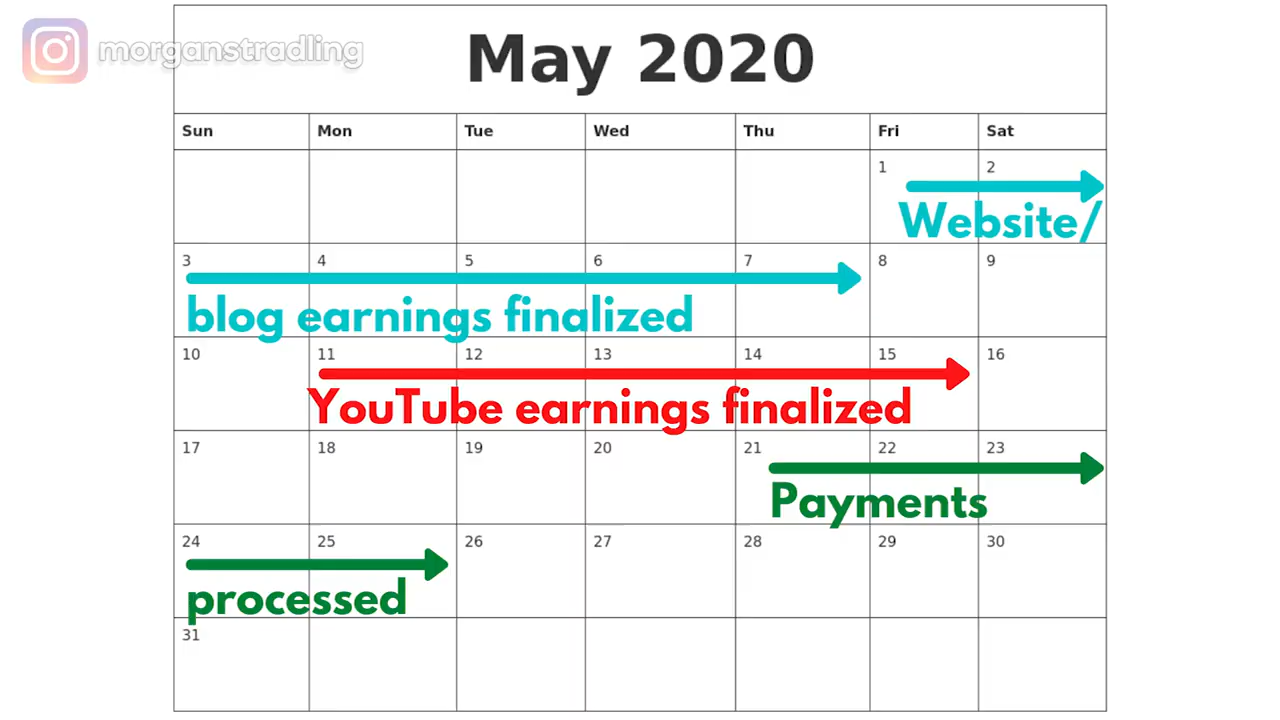 morganstradling
May 2020
Sun Mon Tue Wed Thu Fri Sat
1 2
Website/
3 4 5 6 7 8 9
blog earnings finalized
10 11 12 13 14 15 16
YouTube earnings finalized
17 18 19 20 21 22 23
Payments
24 25 26 27 28 29 30
processed
31